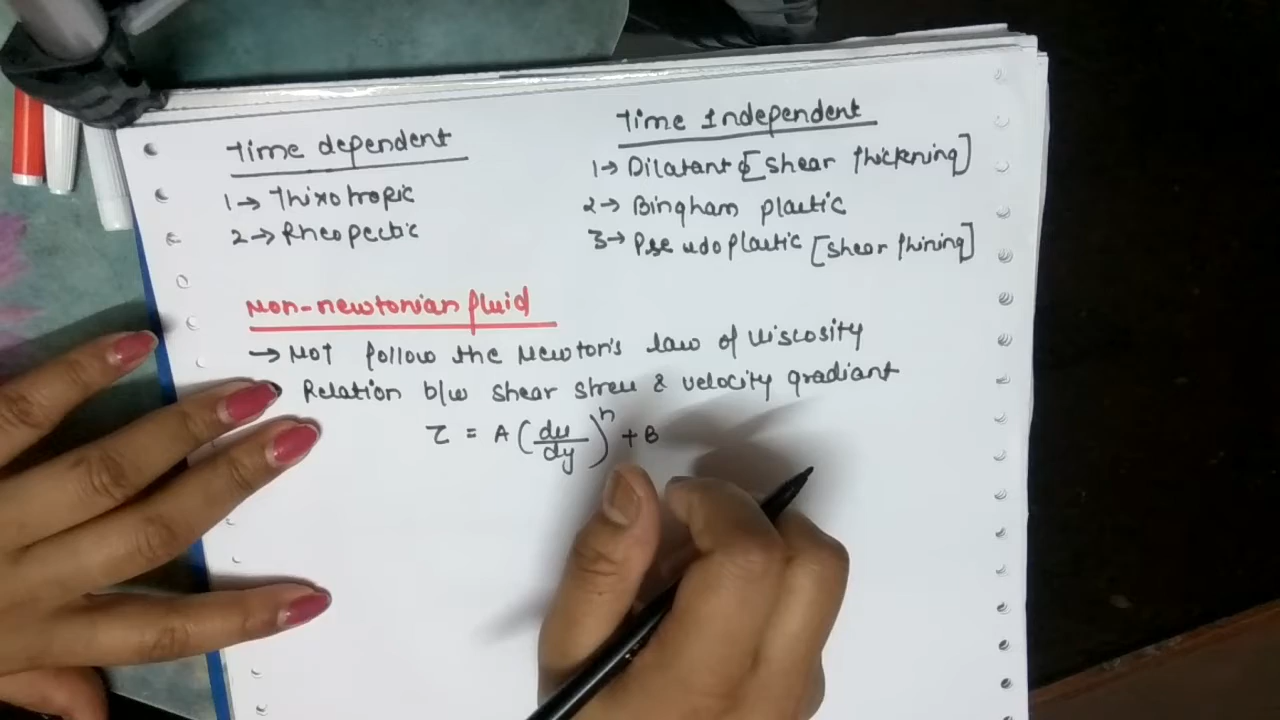 Time dependent
1→ Thixotropic
2→ Rheopectic
Time Independent
1→ Dilatant [shear thickening]
2→ Bingham plastic
3→ Pseudoplastic [shear thining]
Non-newtonian fluid
→ Not follow the Newton's law of viscosity
Relation b/w shear stress & velocity gradiant
τ = A(du/dy)^n + B